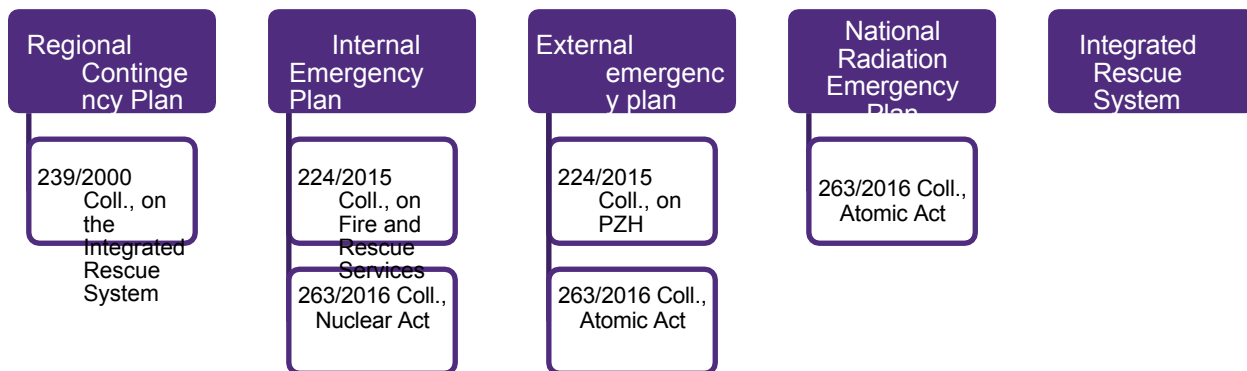 Regional
Continge
ncy Plan
239/2000
Coll., on
the
Integrated
Rescue
System
Internal
Emergency
Plan
224/2015
Coll., on
Fire and
Rescue
Services
263/2016 Coll.,
Nuclear Act
External
emergenc
y plan
224/2015
Coll., on
PZH
263/2016 Coll.,
Atomic Act
National
Radiation
Emergency
Plan
263/2016 Coll.,
Atomic Act
Integrated
Rescue
System